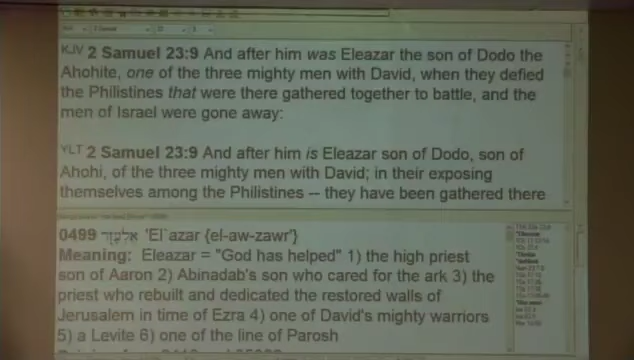 KJV 2 Samuel 23:9 And after him was Eleazar the son of Dodo the
Ahohite, one of the three mighty men with David, when they defied
the Philistines that were there gathered together to battle, and the
men of Israel were gone away:
YLT 2 Samuel 23:9 And after him is Eleazar son of Dodo, son of
Ahohi, of the three mighty men with David; in their exposing
themselves among the Philistines -- they have been gathered there
0499 אלעזר 'El`azar {el-aw-zawr'}
Meaning: Eleazar = "God has helped" 1) the high priest
son of Aaron 2) Abinadab's son who cared for the ark 3) the
priest who rebuilt and dedicated the restored walls of
Jerusalem in time of Ezra 4) one of David's mighty warriors
5) a Levite 6) one of the line of Parosh